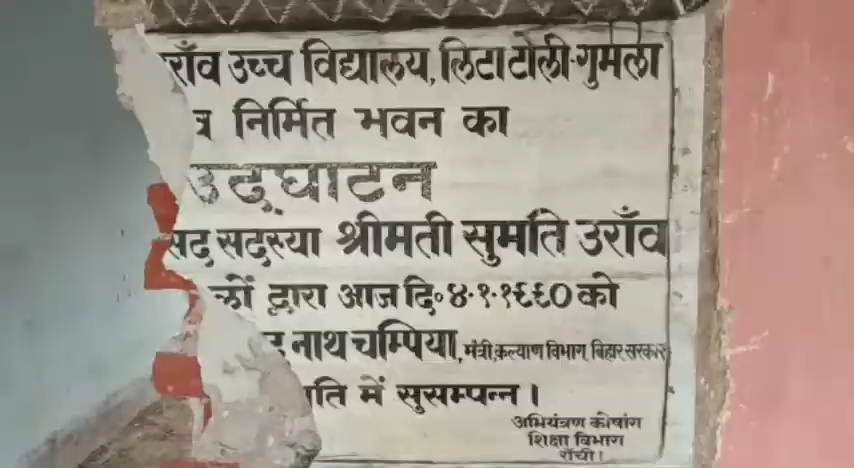 राँव उच्च विद्यालय, लिटाटोली-गुमला
त्र निर्मित भवन का
उद्घाटन
सद सदस्या श्रीमती सुमति उराँव
लों द्वारा आज दि० ४·१·१९९० को
नाथ चम्पिया, मंत्री, कल्याण विभाग, बिहार सरकार
ति में सुसम्पन्न।
अभियंत्रण कोषांग
शिक्षा विभाग
राँची।